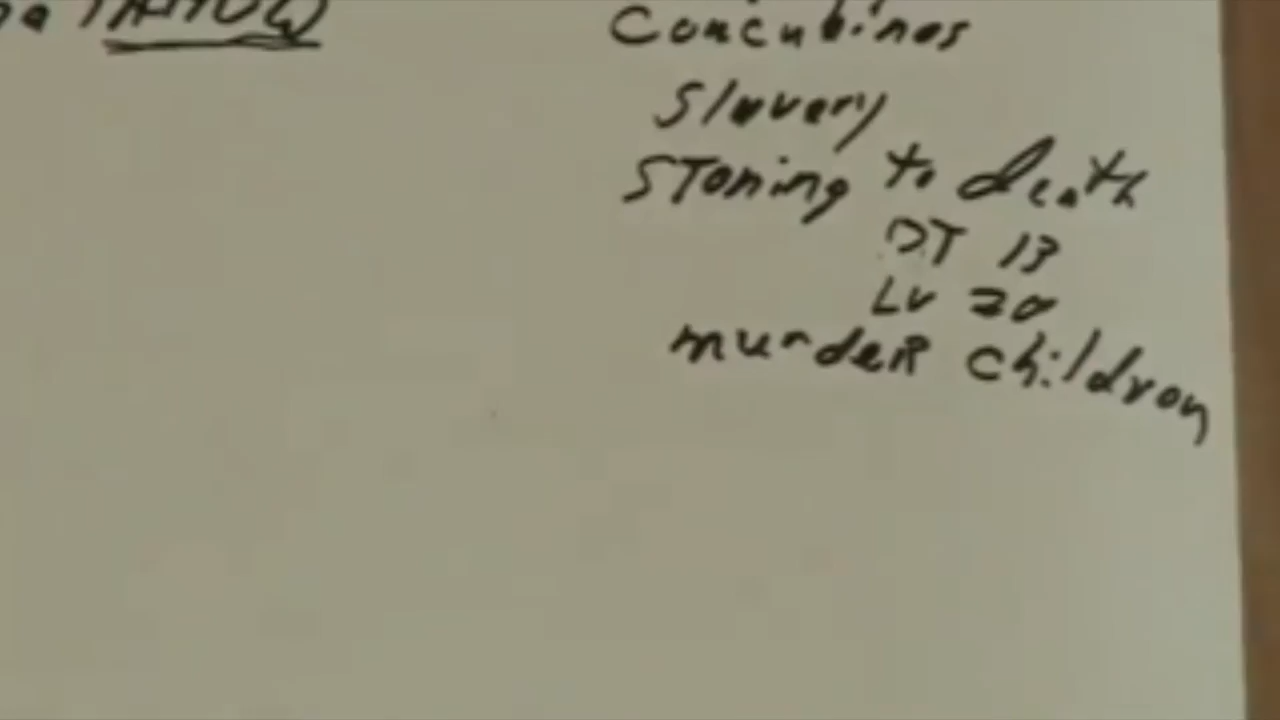 Concubines
Slavery
Stoning to death
DT 13
LV 20
murder children